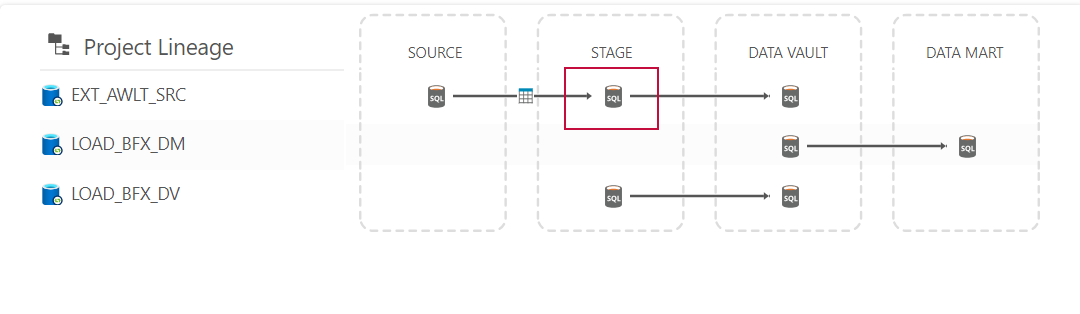 Project Lineage
SOURCE STAGE DATA VAULT DATA MART
EXT_AWLT_SRC SQL SQL SQL
LOAD_BFX_DM SQL SQL
LOAD_BFX_DV SQL SQL